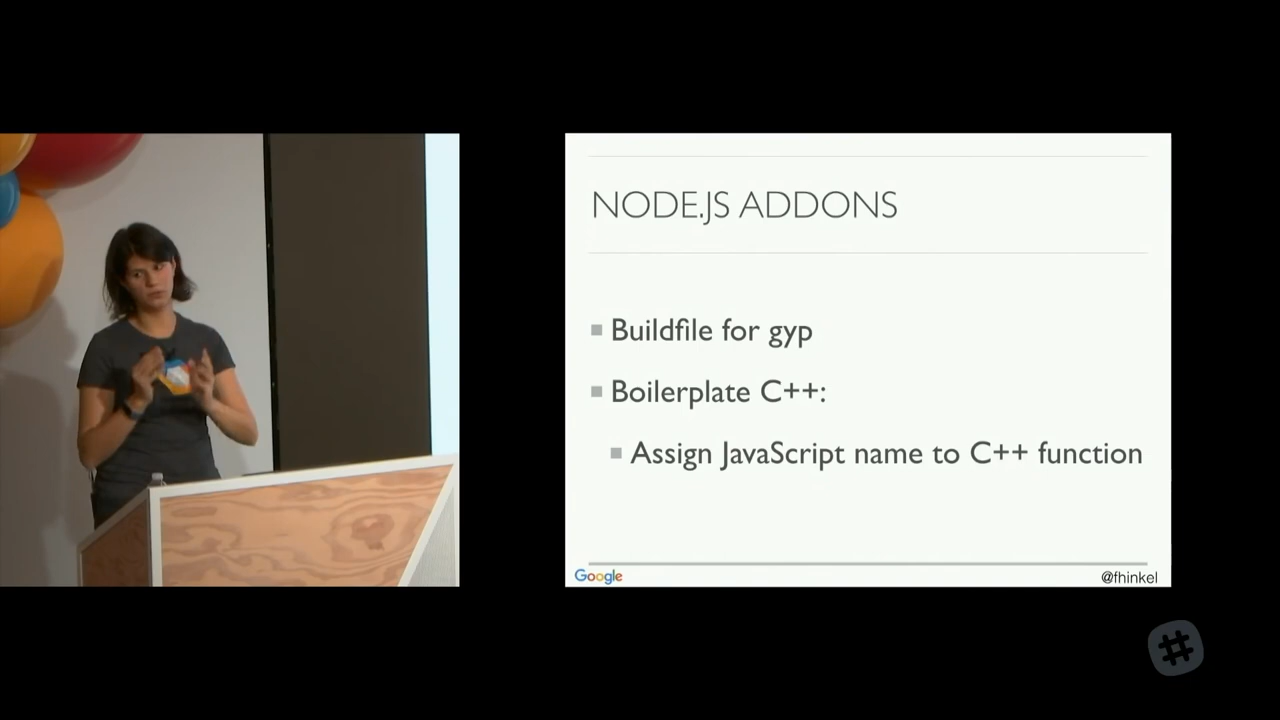 NODE.JS ADDONS
Buildfile for gyp
Boilerplate C++:
Assign JavaScript name to C++ function
Google
@fhinkel